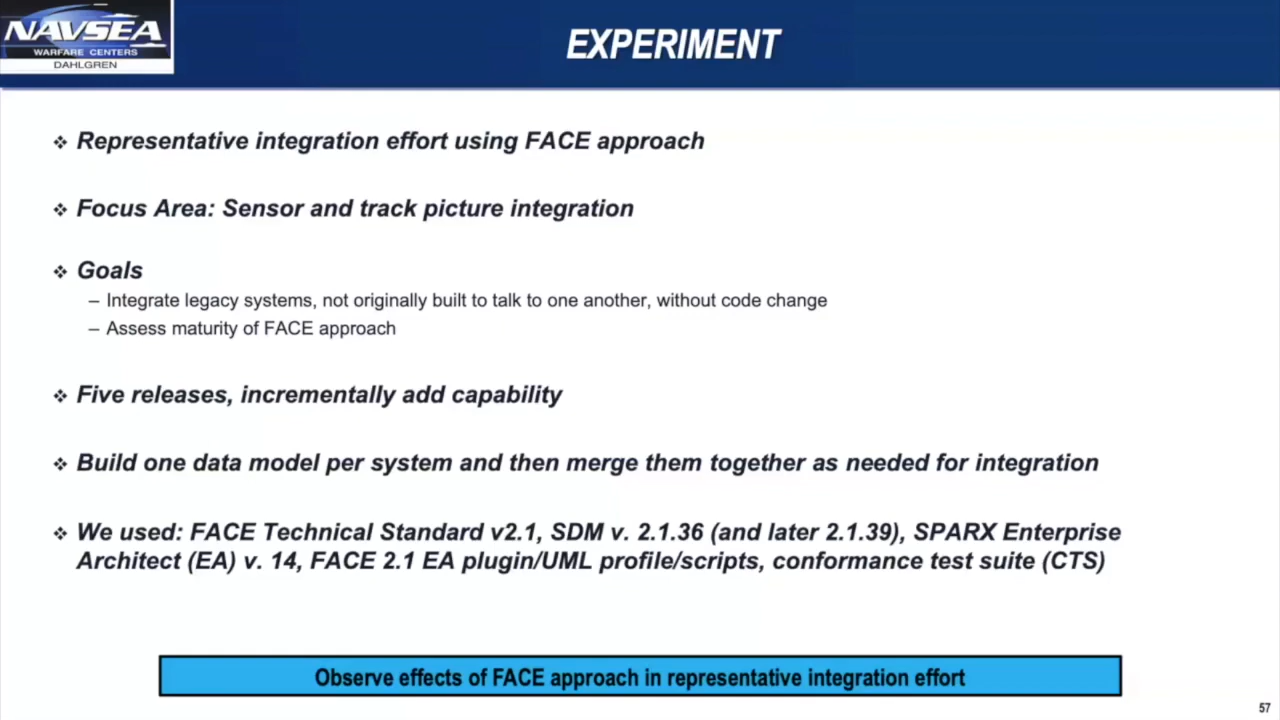 NAVSEA
WARFARE CENTERS
DAHLGREN
EXPERIMENT
❖ Representative integration effort using FACE approach
❖ Focus Area: Sensor and track picture integration
❖ Goals
– Integrate legacy systems, not originally built to talk to one another, without code change
– Assess maturity of FACE approach
❖ Five releases, incrementally add capability
❖ Build one data model per system and then merge them together as needed for integration
❖ We used: FACE Technical Standard v2.1, SDM v. 2.1.36 (and later 2.1.39), SPARX Enterprise
Architect (EA) v. 14, FACE 2.1 EA plugin/UML profile/scripts, conformance test suite (CTS)
Observe effects of FACE approach in representative integration effort
57